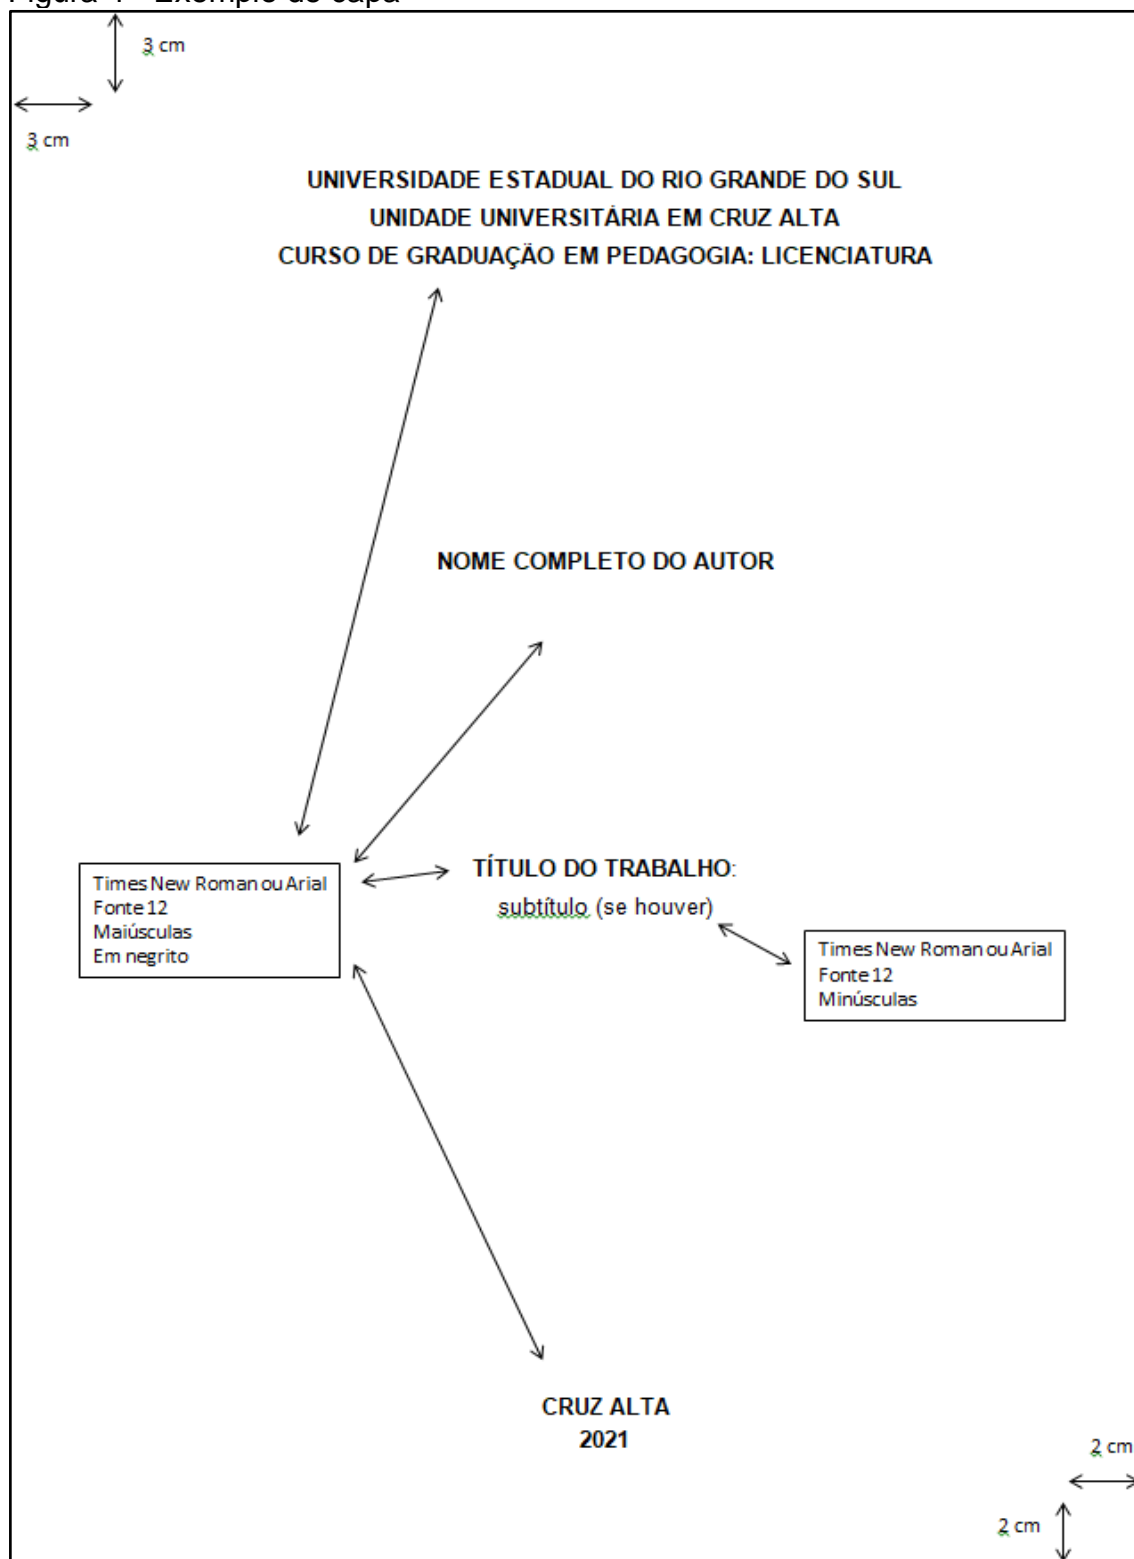 Figura 4 - Exemplo de capa
3 cm
3 cm
UNIVERSIDADE ESTADUAL DO RIO GRANDE DO SUL
UNIDADE UNIVERSITÁRIA EM CRUZ ALTA
CURSO DE GRADUAÇÃO EM PEDAGOGIA: LICENCIATURA
NOME COMPLETO DO AUTOR
TÍTULO DO TRABALHO:
subtítulo (se houver)
Times New Roman ou Arial
Fonte 12
Maiúsculas
Em negrito
Times New Roman ou Arial
Fonte 12
Minúsculas
CRUZ ALTA
2021
2 cm
2 cm